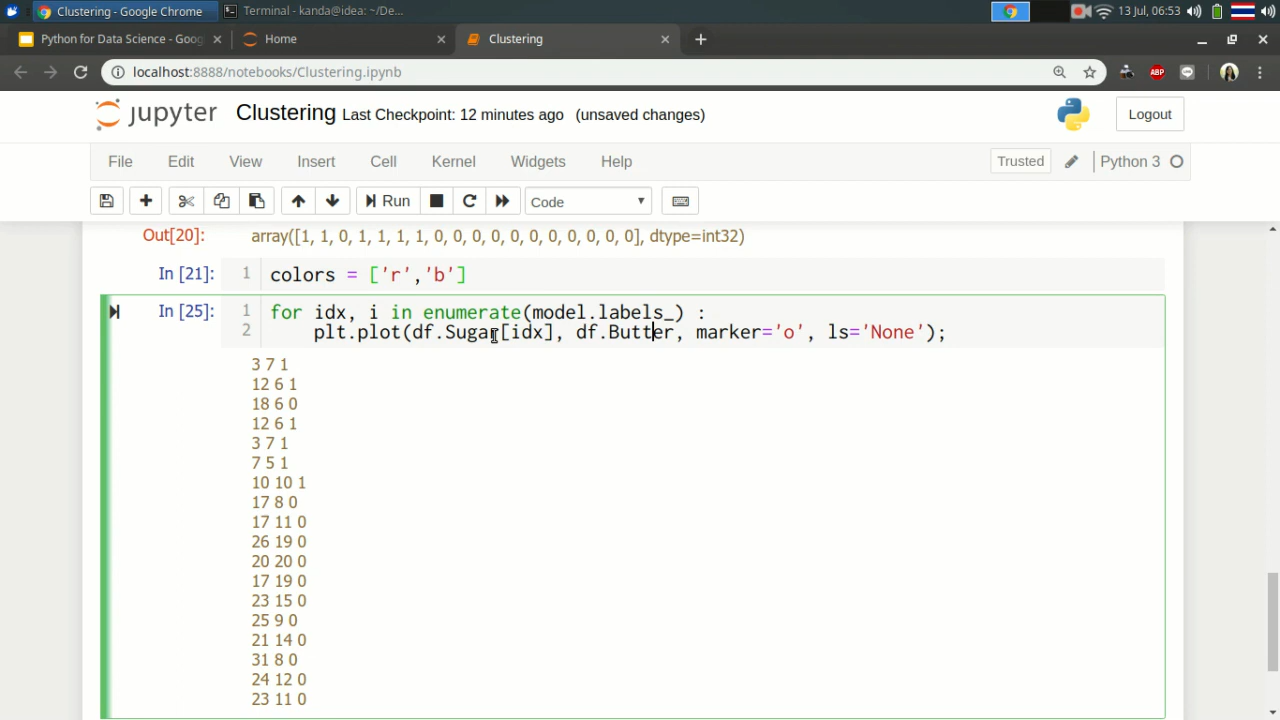 Clustering - Google Chrome
Terminal - kanda@idea: ~/De...
13 Jul, 06:53
Python for Data Science - Goog
Home
Clustering
localhost:8888/notebooks/Clustering.ipynb
ABP
jupyter Clustering Last Checkpoint: 12 minutes ago (unsaved changes)
Logout
File Edit View Insert Cell Kernel Widgets Help
Trusted
Python 3
Run
Code
Out[20]: array([1, 1, 0, 1, 1, 1, 1, 0, 0, 0, 0, 0, 0, 0, 0, 0, 0, 0], dtype=int32)
In [21]: 1 colors = ['r','b']
In [25]: 1 for idx, i in enumerate(model.labels_) :
2 plt.plot(df.Sugar[idx], df.Butter, marker='o', ls='None');
3 7 1
12 6 1
18 6 0
12 6 1
3 7 1
7 5 1
10 10 1
17 8 0
17 11 0
26 19 0
20 20 0
17 19 0
23 15 0
25 9 0
21 14 0
31 8 0
24 12 0
23 11 0